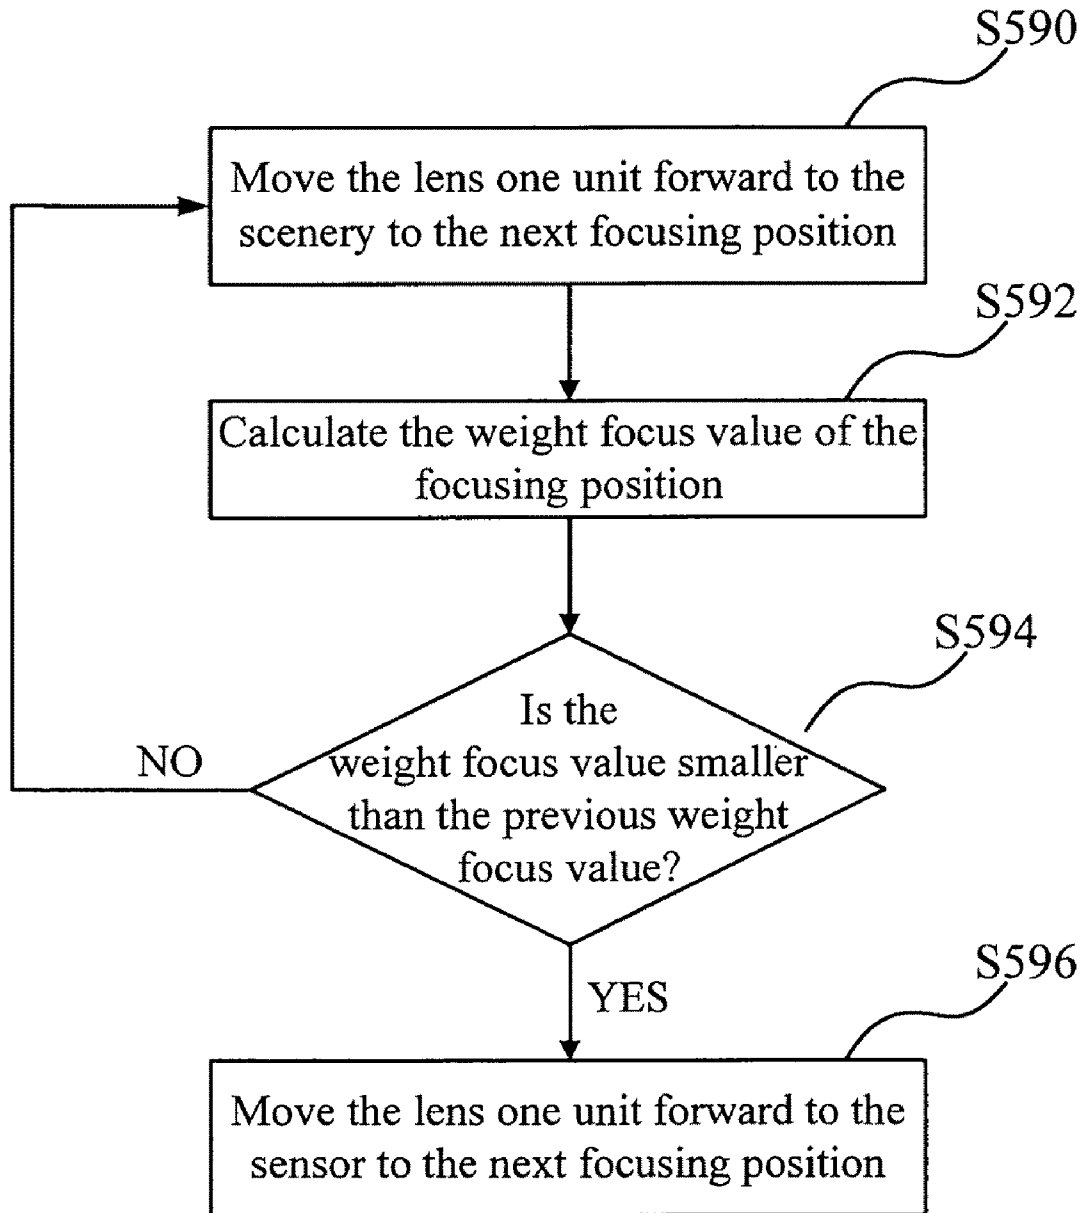 S590
Move the lens one unit forward to the
scenery to the next focusing position
S592
Calculate the weight focus value of the
focusing position
S594
Is the
weight focus value smaller
than the previous weight
focus value?
NO
YES
S596
Move the lens one unit forward to the
sensor to the next focusing position